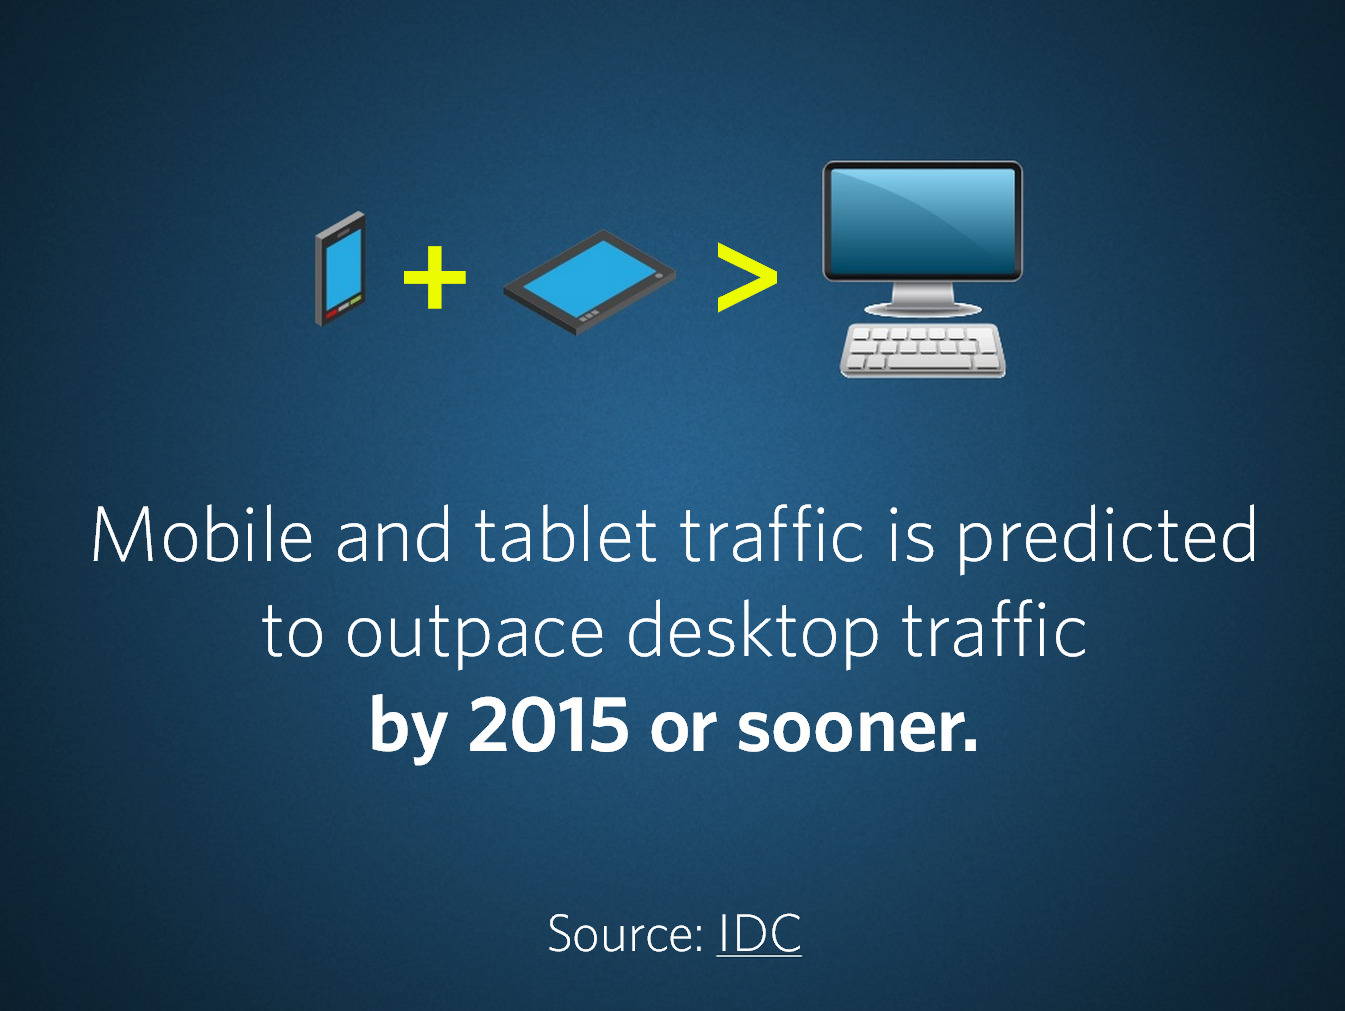 + >
Mobile and tablet traffic is predicted
to outpace desktop traffic
by 2015 or sooner.
Source: IDC